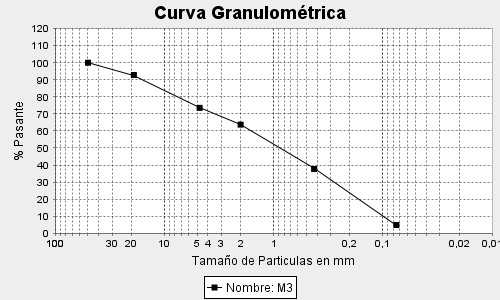 Curva Granulométrica
% Pasante
120
110
100
90
80
70
60
50
40
30
20
10
0
100 30 20 10 5 4 3 2 1 0,2 0,1 0,02 0,01
Tamaño de Particulas en mm
Nombre: M3